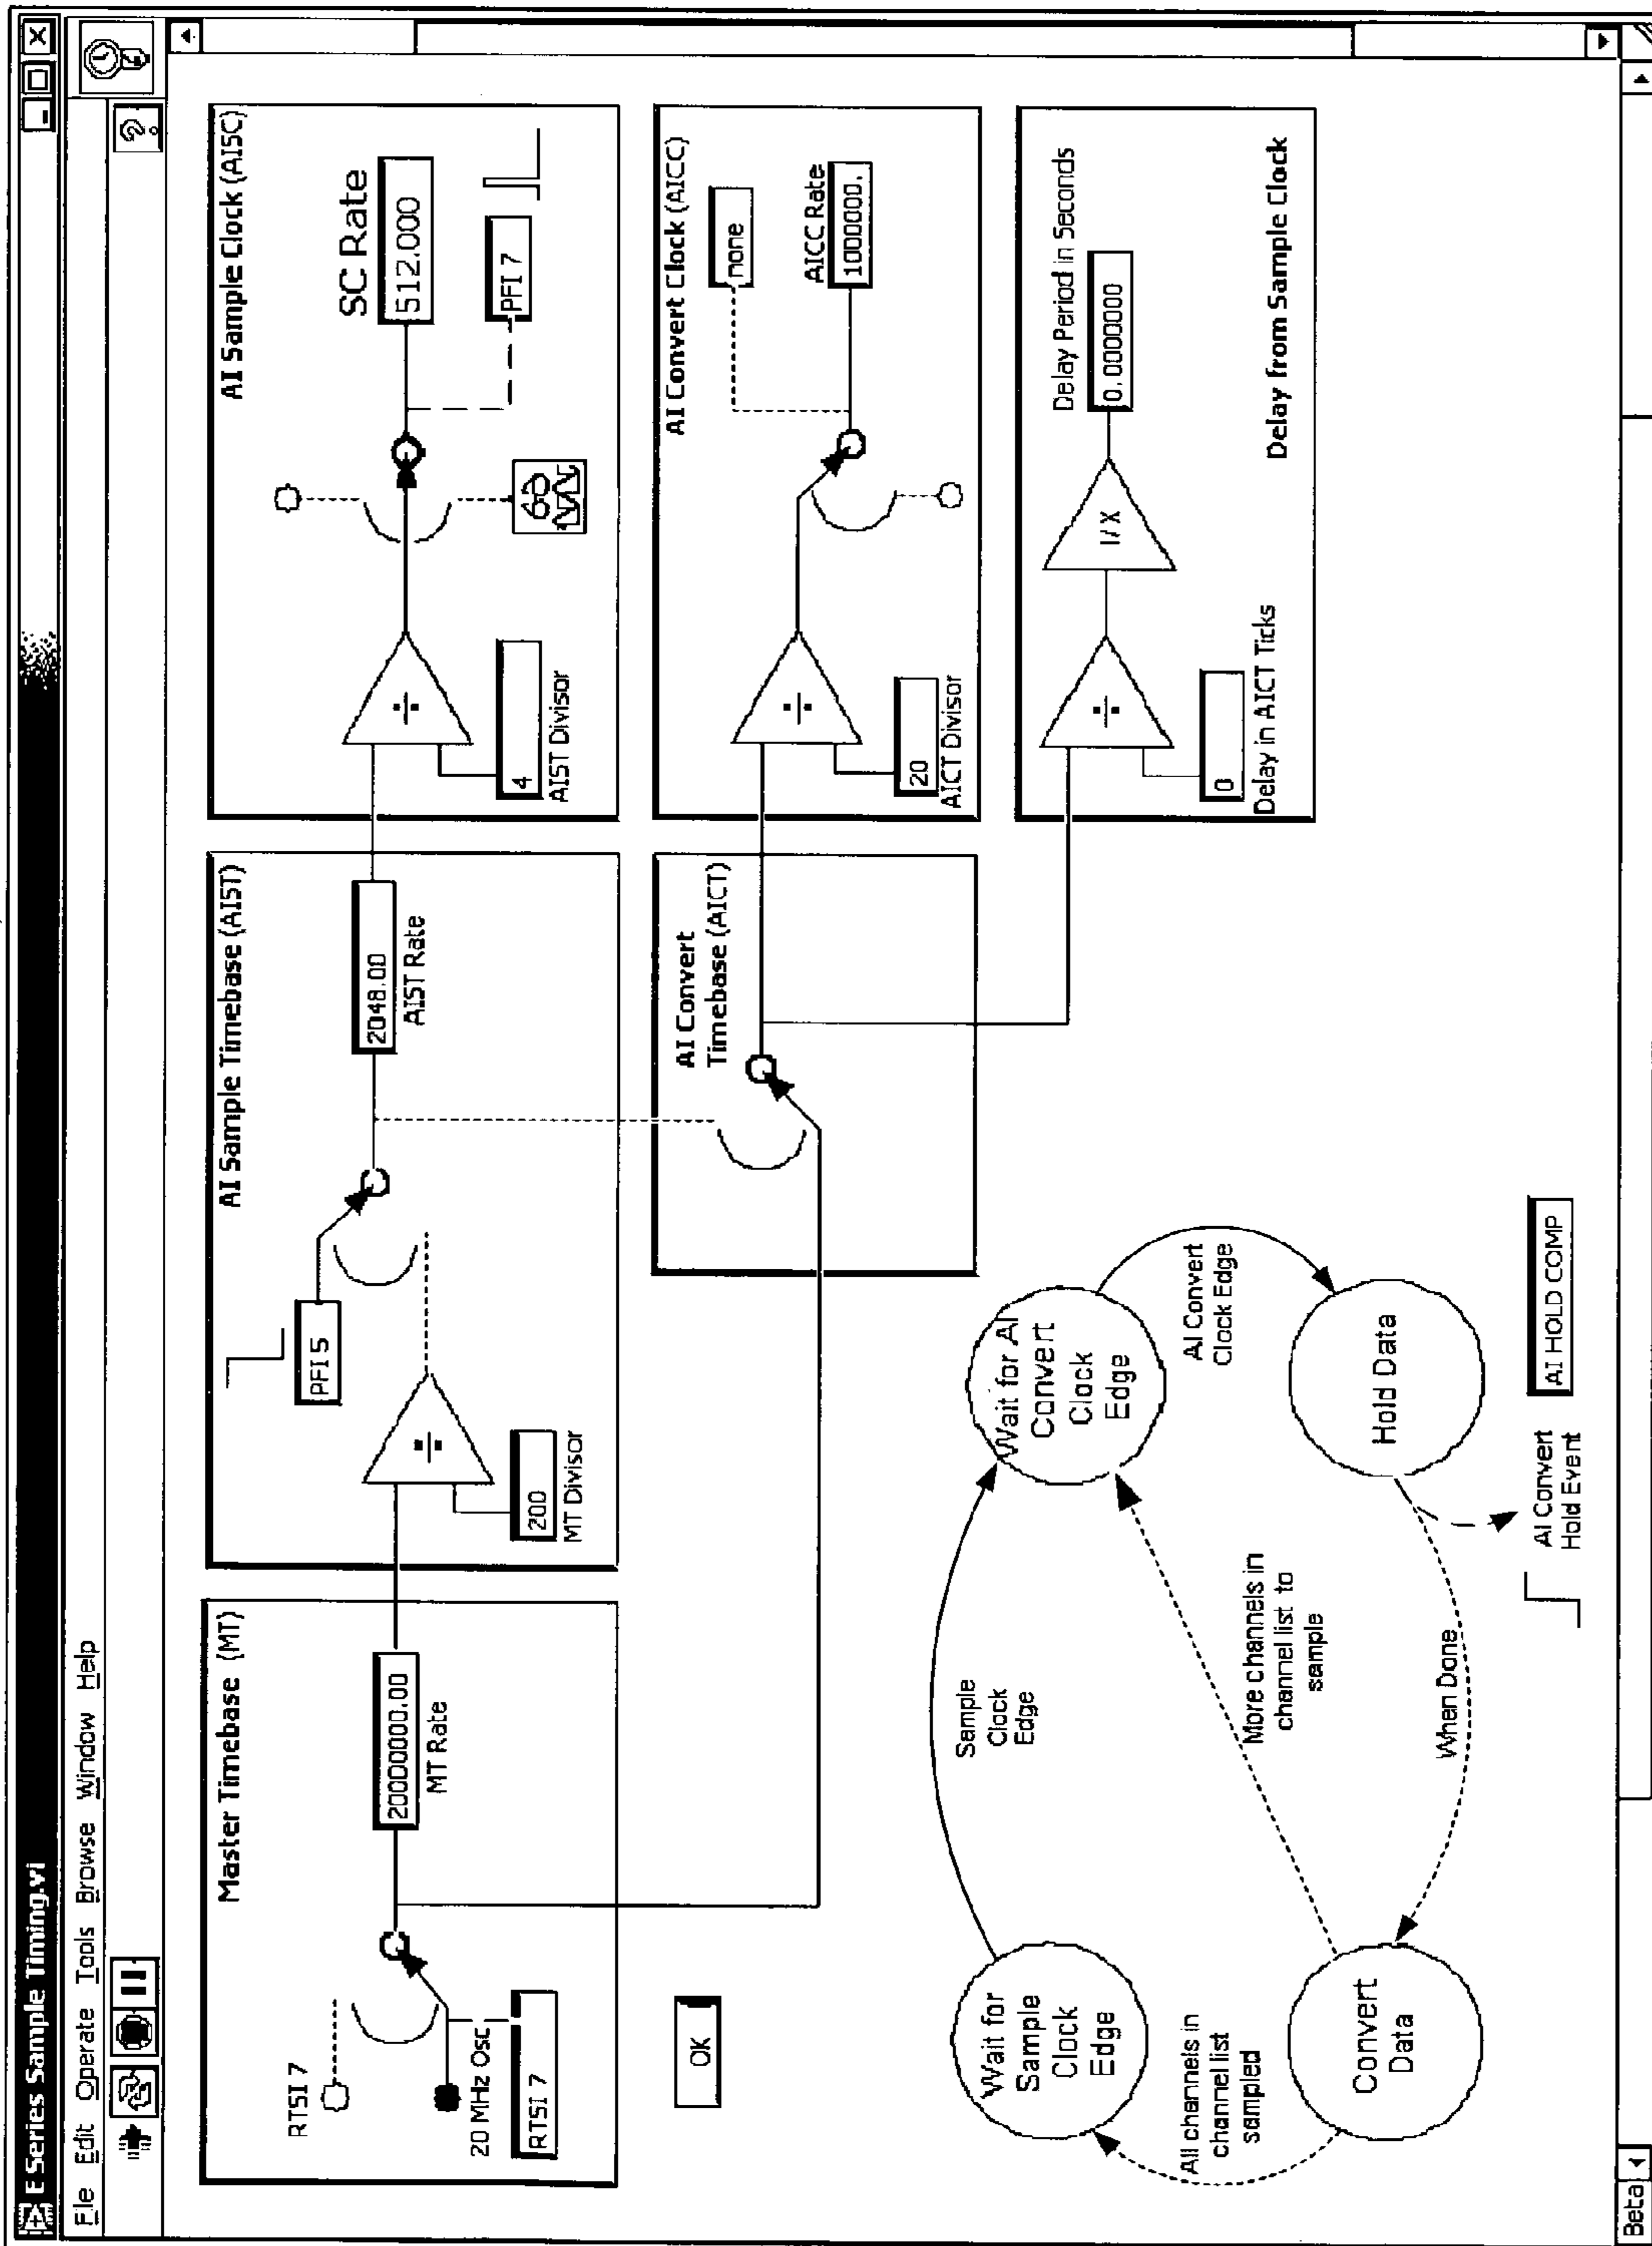 E Series Sample Timing.vi
File Edit Operate Tools Browse Window Help
?
Master Timebase (MT)
RTSI 7
20 MHz Osc
RTSI 7
20000000.00
MT Rate
AI Sample Timebase (AIST)
PFI 5
200
MT Divisor
2048.00
AIST Rate
AI Sample Clock (AISC)
4
AIST Divisor
SC Rate
512.000
PFI 7
OK
AI Convert
Timebase (AICT)
AI Convert Clock (AICC)
20
AICT Divisor
none
AICC Rate
1000000.
0
Delay in AICT Ticks
1/X
Delay Period in Seconds
0.0000000
Delay from Sample Clock
Wait for
Sample
Clock
Edge
Sample
Clock
Edge
Wait for AI
Convert
Clock
Edge
AI Convert
Clock Edge
Hold Data
When Done
Convert
Data
More channels in
channel list to
sample
All channels in
channel list
sampled
AI Convert
Hold Event
AI HOLD COMP
Beta